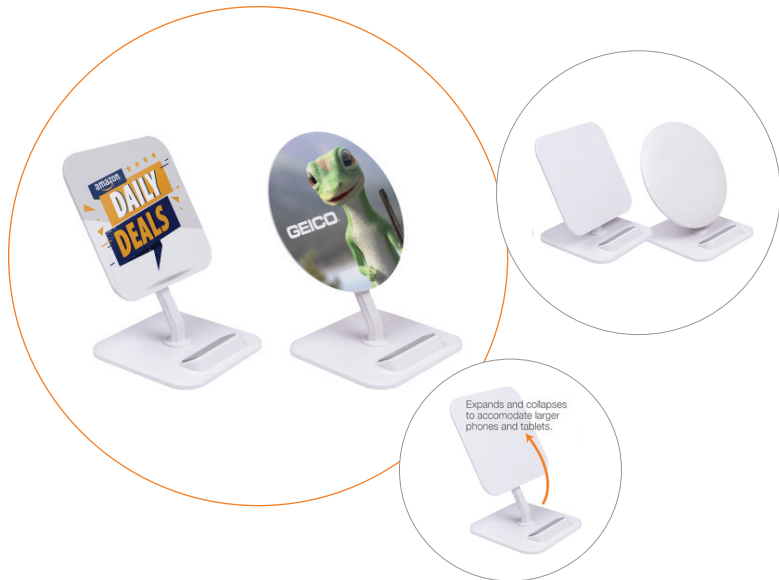 amazon
DAILY
DEALS
GEICO
Expands and collapses
to accomodate larger
phones and tablets.